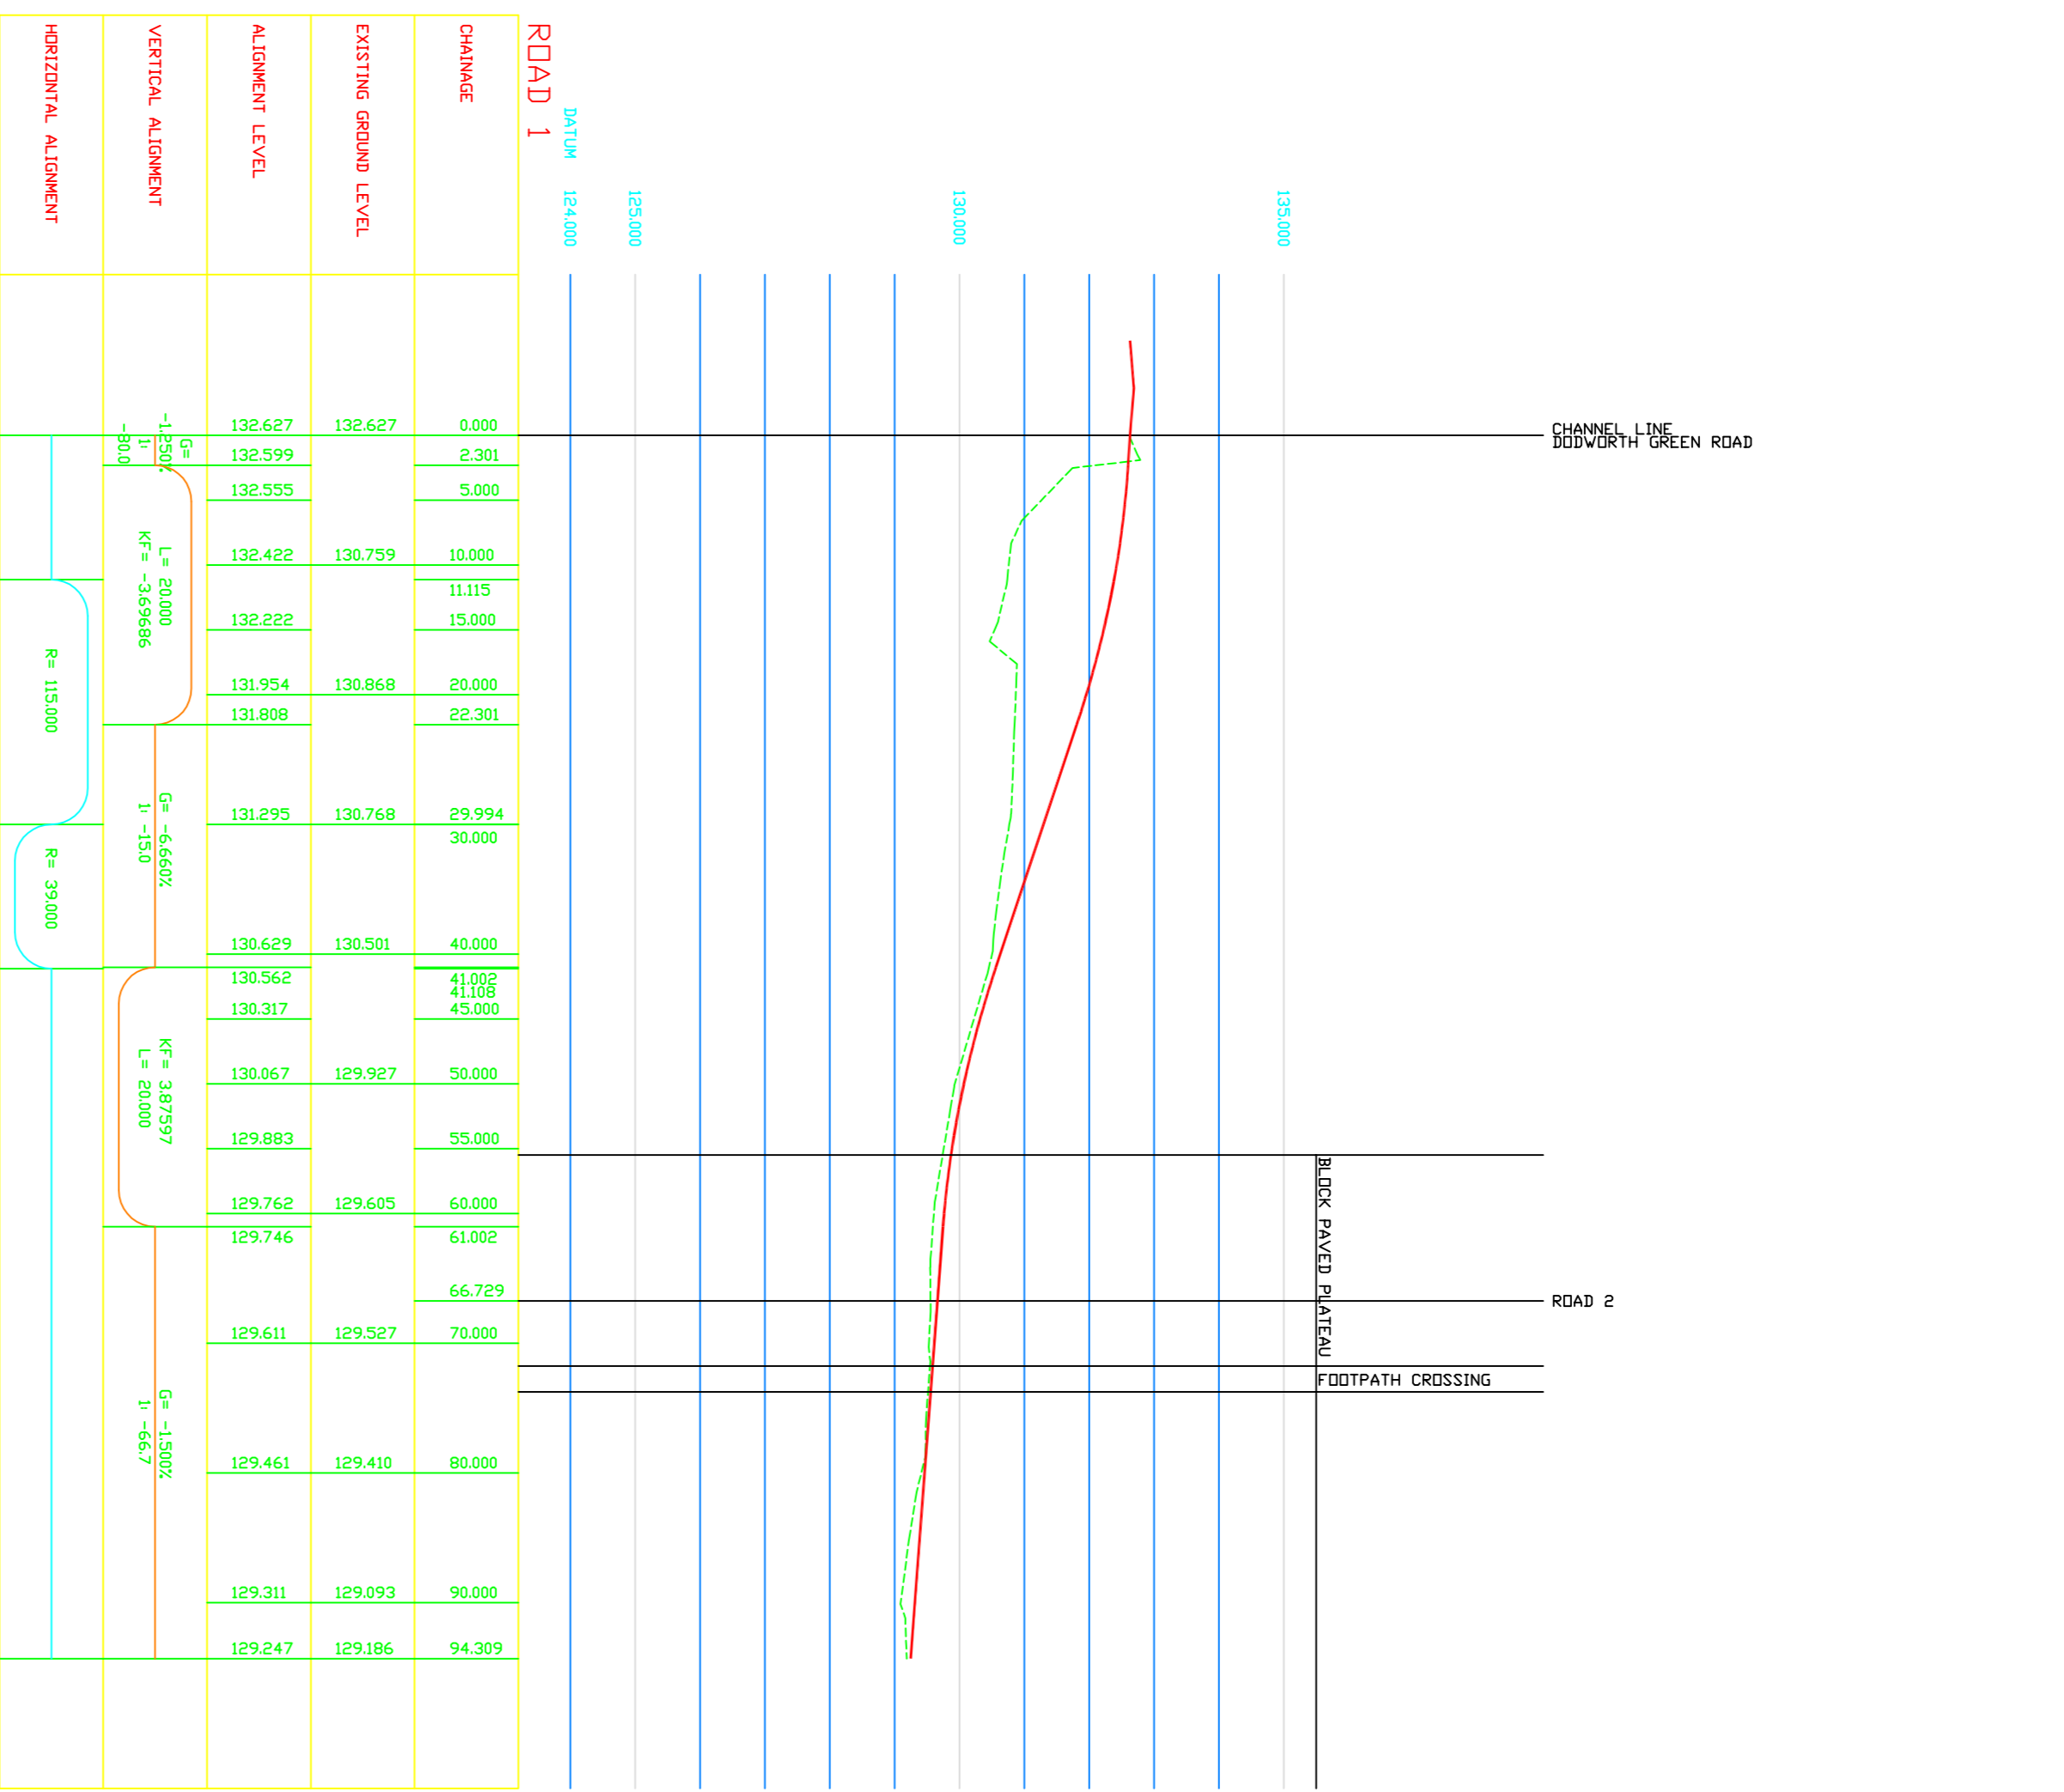 ROAD 1
DATUM 124.000
125.000
130.000
135.000
CHAINAGE
EXISTING GROUND LEVEL
ALIGNMENT LEVEL
VERTICAL ALIGNMENT
HORIZONTAL ALIGNMENT
0.000
2.301
5.000
10.000
11.115
15.000
20.000
22.301
29.994
30.000
40.000
41.002
41.108
45.000
50.000
55.000
60.000
61.002
66.729
70.000
80.000
90.000
94.309
132.627
130.759
130.868
130.768
130.501
129.927
129.605
129.527
129.410
129.093
129.186
132.627
132.599
132.555
132.422
132.222
131.954
131.808
131.295
130.629
130.562
130.317
130.067
129.883
129.762
129.746
129.611
129.461
129.311
129.247
G=
-1.250%
1:
-80.0
L= 20.000
KF= -3.69686
G= -6.660%
1: -15.0
KF= 3.87597
L= 20.000
G= -1.500%
1: -66.7
R= 115.000
R= 39.000
CHANNEL LINE
DODWORTH GREEN ROAD
BLOCK PAVED PLATEAU
ROAD 2
FOOTPATH CROSSING